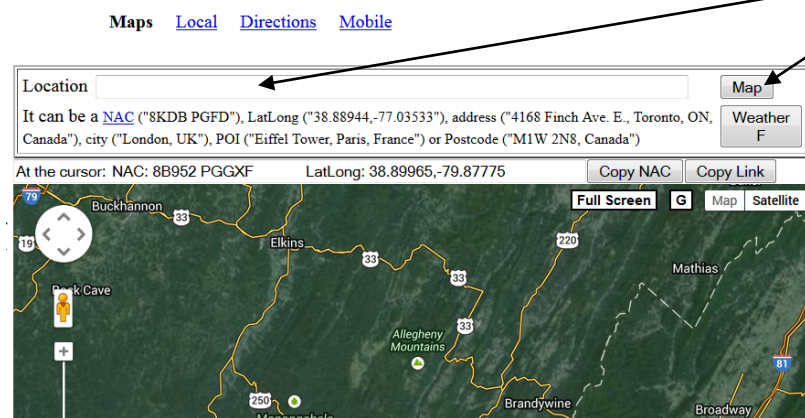 Maps Local Directions Mobile
Location Map
It can be a NAC ("8KDB PGFD"), LatLong ("38.88944,-77.03533"), address ("4168 Finch Ave. E., Toronto, ON,
Canada"), city ("London, UK"), POI ("Eiffel Tower, Paris, France") or Postcode ("M1W 2N8, Canada")
Weather
F
At the cursor: NAC: 8B952 PGGXF LatLong: 38.89965,-79.87775 Copy NAC Copy Link
Full Screen G Map Satellite
79
Buckhannon
33
19
Elkins
33
220
33
Mathias
Cave
33
Allegheny
Mountains
81
250
Brandywine
Broadway